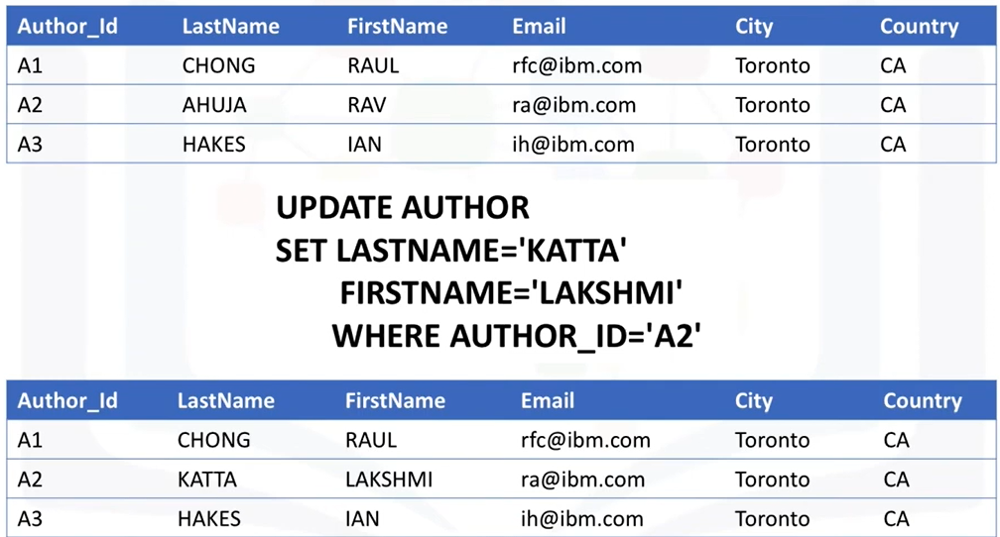 Author_Id LastName FirstName Email City Country
A1 CHONG RAUL rfc@ibm.com Toronto CA
A2 AHUJA RAV ra@ibm.com Toronto CA
A3 HAKES IAN ih@ibm.com Toronto CA
UPDATE AUTHOR
SET LASTNAME='KATTA'
FIRSTNAME='LAKSHMI'
WHERE AUTHOR_ID='A2'
Author_Id LastName FirstName Email City Country
A1 CHONG RAUL rfc@ibm.com Toronto CA
A2 KATTA LAKSHMI ra@ibm.com Toronto CA
A3 HAKES IAN ih@ibm.com Toronto CA